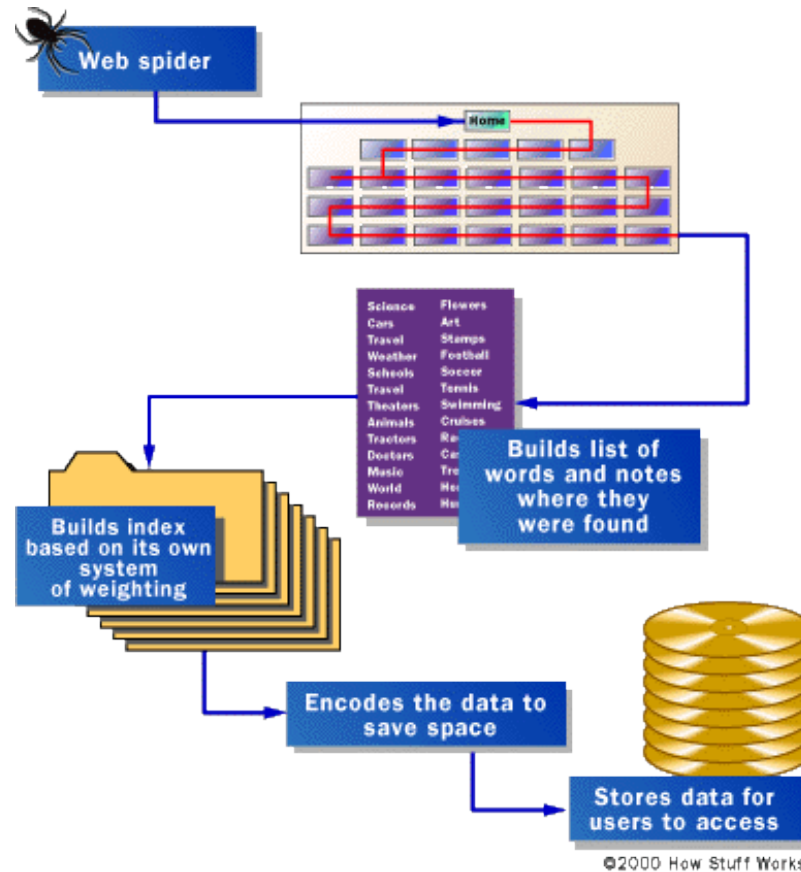 Web spider
Home
Science Flowers
Cars Art
Travel Stamps
Weather Football
Schools Soccer
Travel Tennis
Theaters Swimming
Animals Cruises
Tractors
Doctors
Music
World
Records
Builds list of
words and notes
where they
were found
Builds index
based on its own
system
of weighting
Encodes the data to
save space
Stores data for
users to access
©2000 How Stuff Works